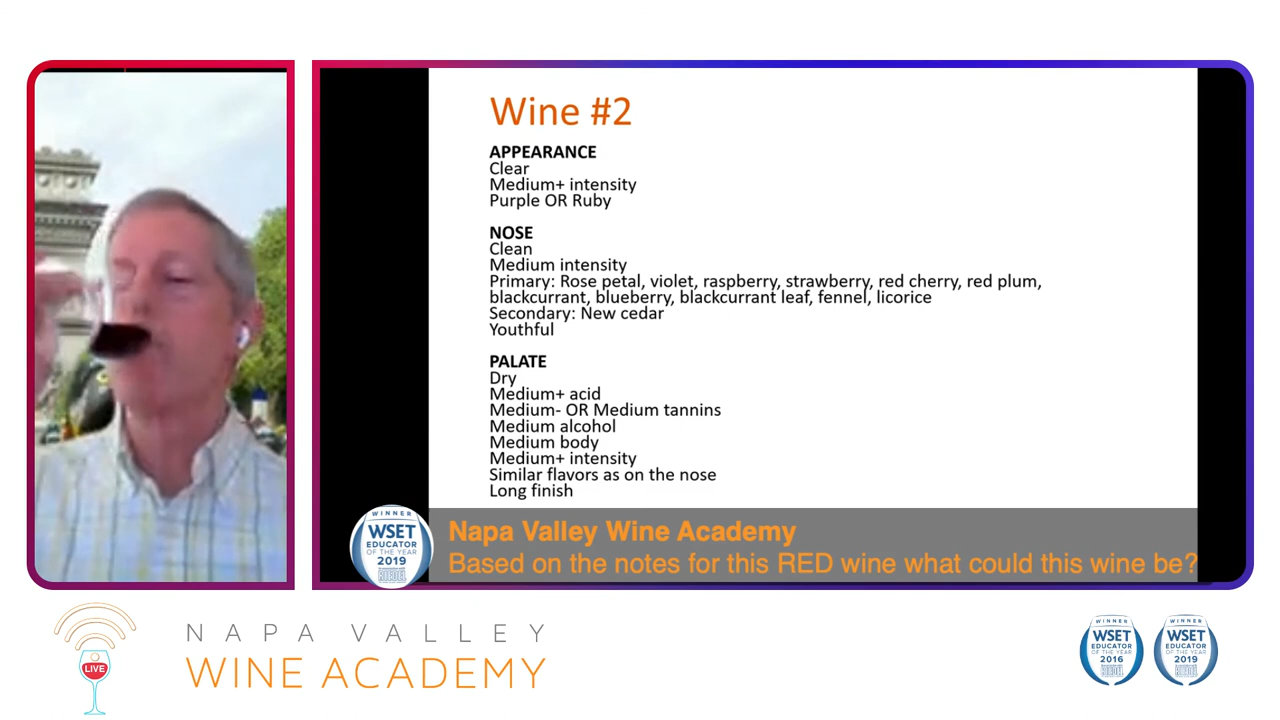 Wine #2
APPEARANCE
Clear
Medium+ intensity
Purple OR Ruby
NOSE
Clean
Medium intensity
Primary: Rose petal, violet, raspberry, strawberry, red cherry, red plum,
blackcurrant, blueberry, blackcurrant leaf, fennel, licorice
Secondary: New cedar
Youthful
PALATE
Dry
Medium+ acid
Medium- OR Medium tannins
Medium alcohol
Medium body
Medium+ intensity
Similar flavors as on the nose
Long finish
WINNER
WSET
EDUCATOR
OF THE YEAR
2019
RIEDEL
Napa Valley Wine Academy
Based on the notes for this RED wine what could this wine be?
LIVE
NAPA VALLEY
WINE ACADEMY
WINNER
WSET
EDUCATOR
OF THE YEAR
2016
RIEDEL
WINNER
WSET
EDUCATOR
OF THE YEAR
2019
RIEDEL